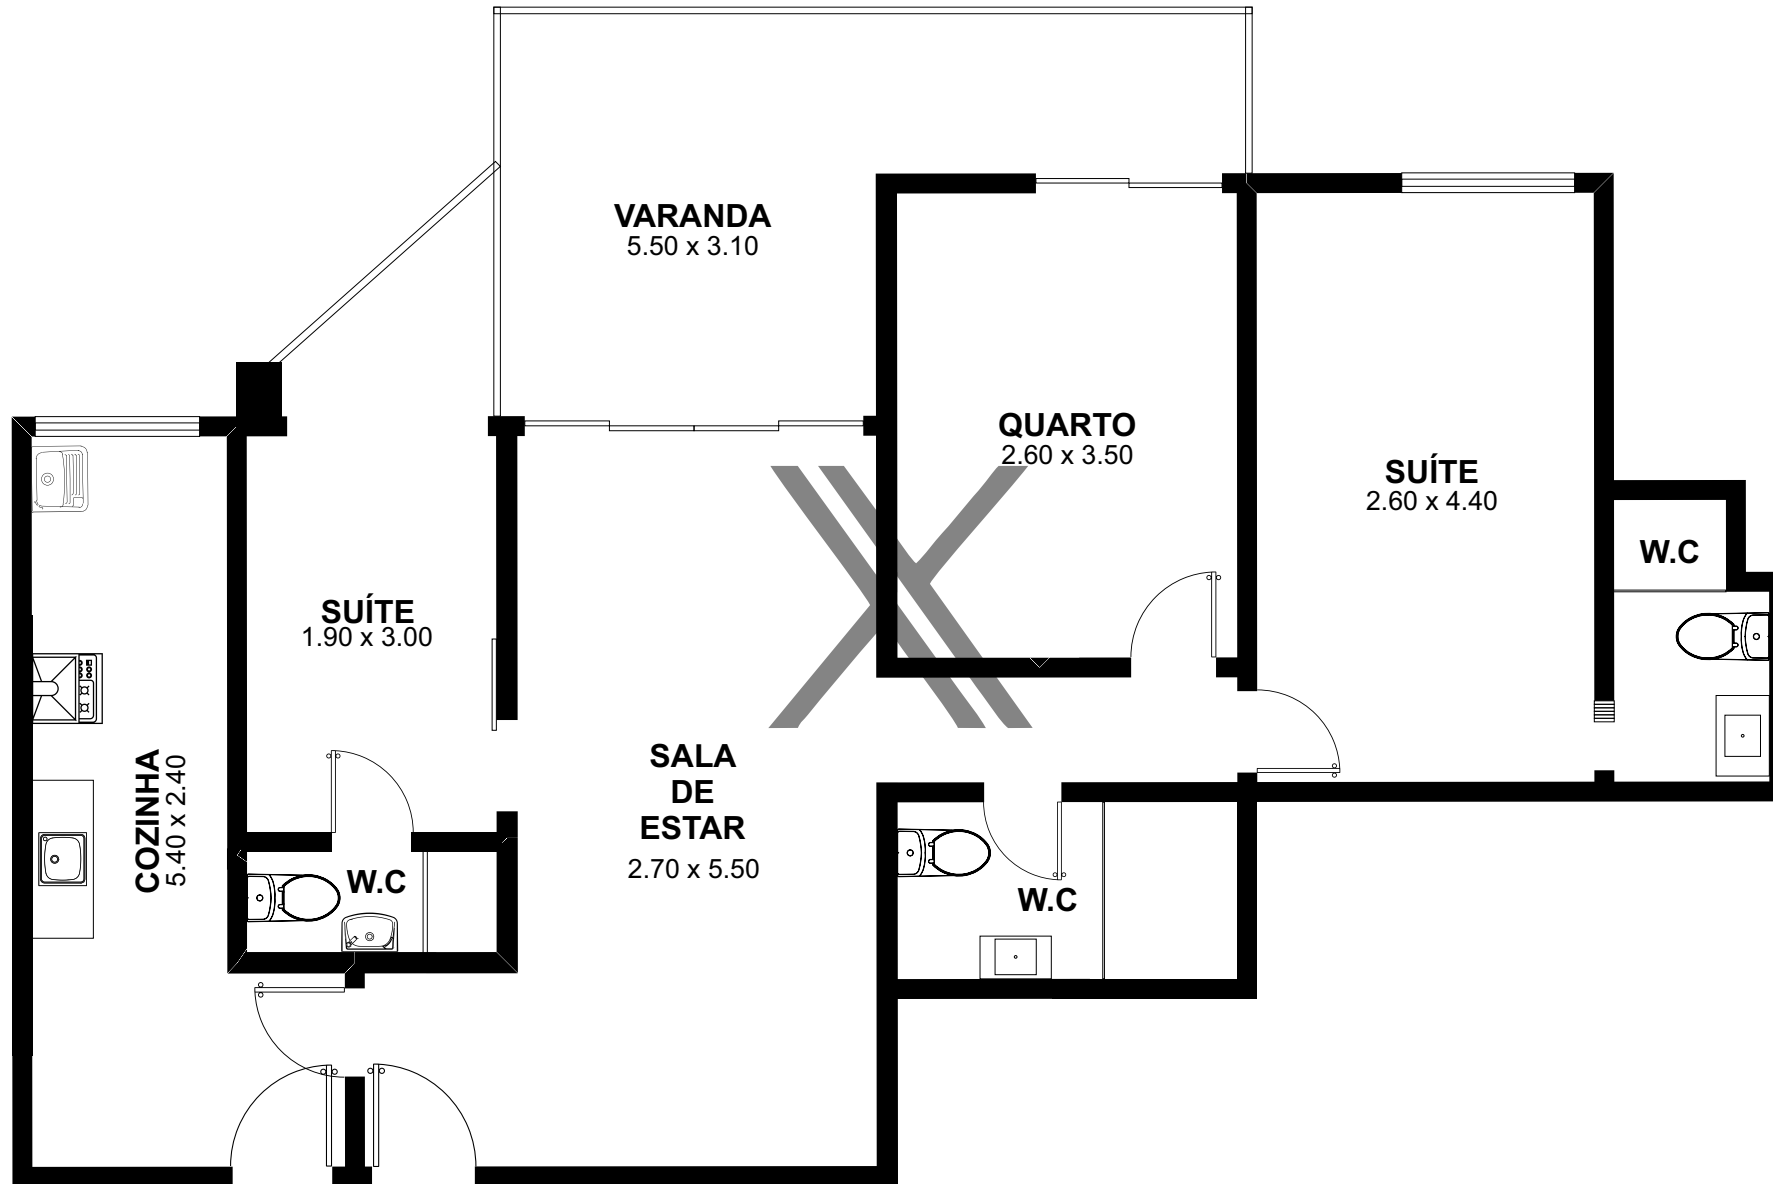 VARANDA
5.50 x 3.10
QUARTO
2.60 x 3.50
SUÍTE
2.60 x 4.40
W.C
SUÍTE
1.90 x 3.00
COZINHA
5.40 x 2.40
SALA
DE
ESTAR
2.70 x 5.50
W.C
W.C